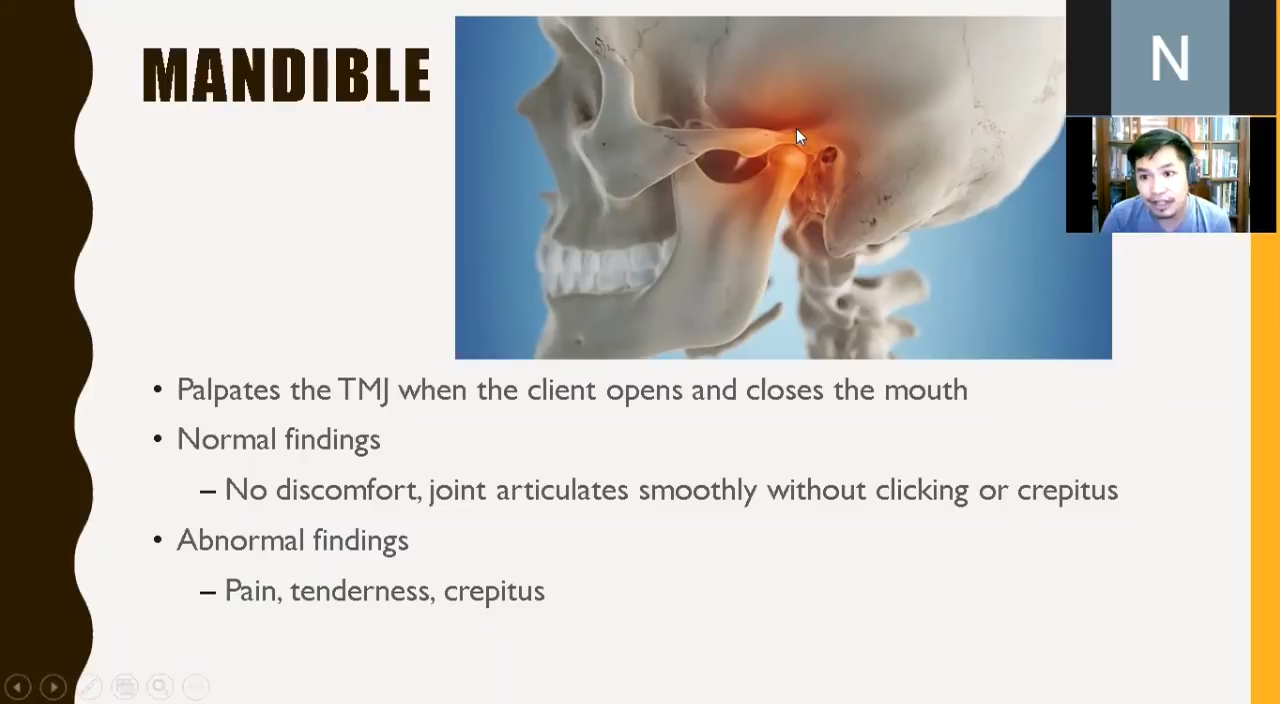 MANDIBLE
N
• Palpates the TMJ when the client opens and closes the mouth
• Normal findings
– No discomfort, joint articulates smoothly without clicking or crepitus
• Abnormal findings
– Pain, tenderness, crepitus